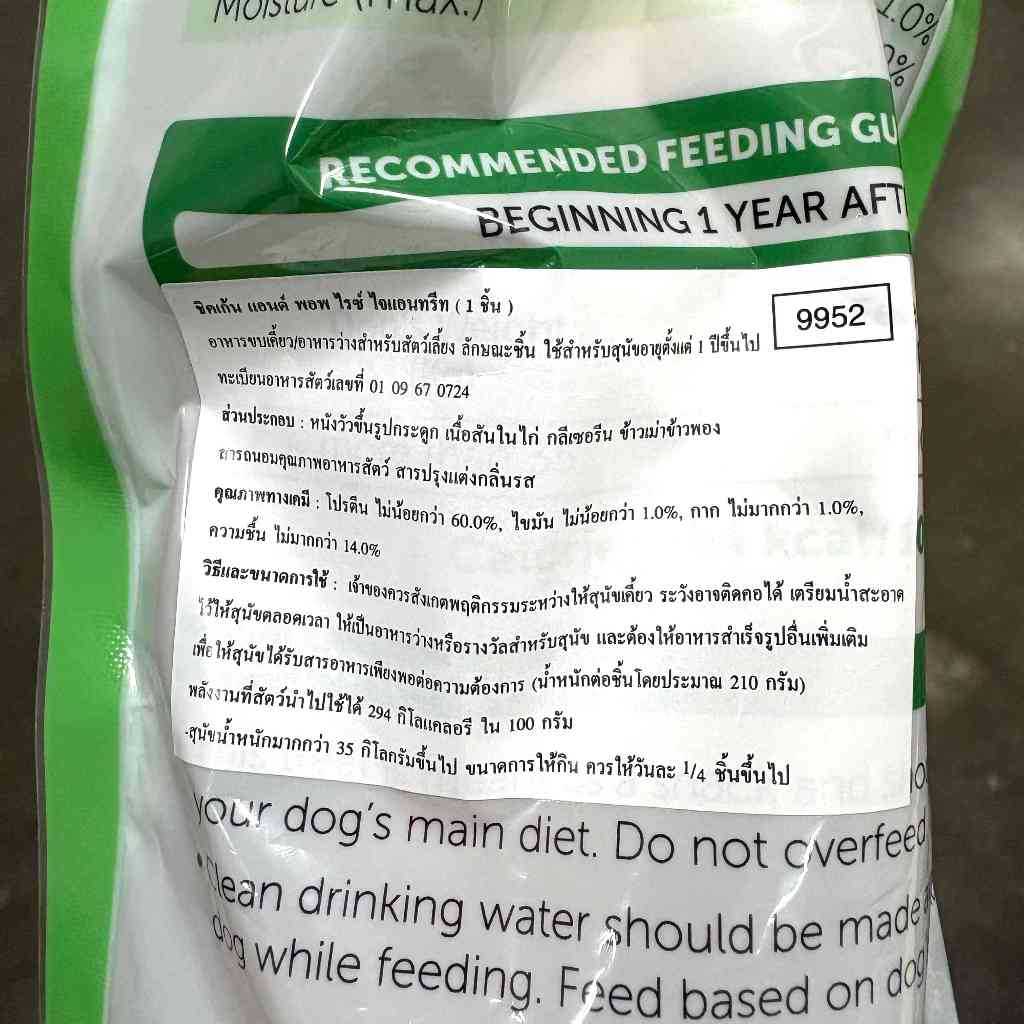 Moisture (Max.)
1.0%
RECOMMENDED FEEDING
BEGINNING 1 YEAR
ชิคเก้น แอนด์ พอพ ไรซ์ ไจแอนทรีท ( 1 ชิ้น )
9952
อาหารขบเคี้ยว/อาหารว่างสำหรับสัตว์เลี้ยง ลักษณะชิ้น ใช้สำหรับสุนัขอายุตั้งแต่ 1 ปีขึ้นไป
ทะเบียนอาหารสัตว์เลขที่ 01 09 67 0724
ส่วนประกอบ : หนังวัวขึ้นรูปกระดูก เนื้อสันในไก่ กลีเซอรีน ข้าวเม่าข้าวพอง
สารถนอมคุณภาพอาหารสัตว์ สารปรุงแต่งกลิ่นรส
คุณภาพทางเคมี : โปรตีน ไม่น้อยกว่า 60.0%, ไขมัน ไม่น้อยกว่า 1.0%, กาก ไม่มากกว่า 1.0%,
ความชื้น ไม่มากกว่า 14.0%
วิธีและขนาดการใช้ : เจ้าของควรสังเกตพฤติกรรมระหว่างให้สุนัขเคี้ยว ระวังอาจติดคอได้ เตรียมน้ำสะอาด
ไว้ให้สุนัขตลอดเวลา ให้เป็นอาหารว่างหรือรางวัลสำหรับสุนัข และต้องให้อาหารสำเร็จรูปอื่นเพิ่มเติม
เพื่อให้สุนัขได้รับสารอาหารเพียงพอต่อความต้องการ (น้ำหนักต่อชิ้นโดยประมาณ 210 กรัม)
พลังงานที่สัตว์นำไปใช้ได้ 294 กิโลแคลอรี ใน 100 กรัม
-สุนัขน้ำหนักมากกว่า 35 กิโลกรัมขึ้นไป ขนาดการให้กิน ควรให้วันละ 1/4 ชิ้นขึ้นไป
your dog's main diet. Do not overfeed
• Clean drinking water should be made
dog while feeding. Feed based on dog